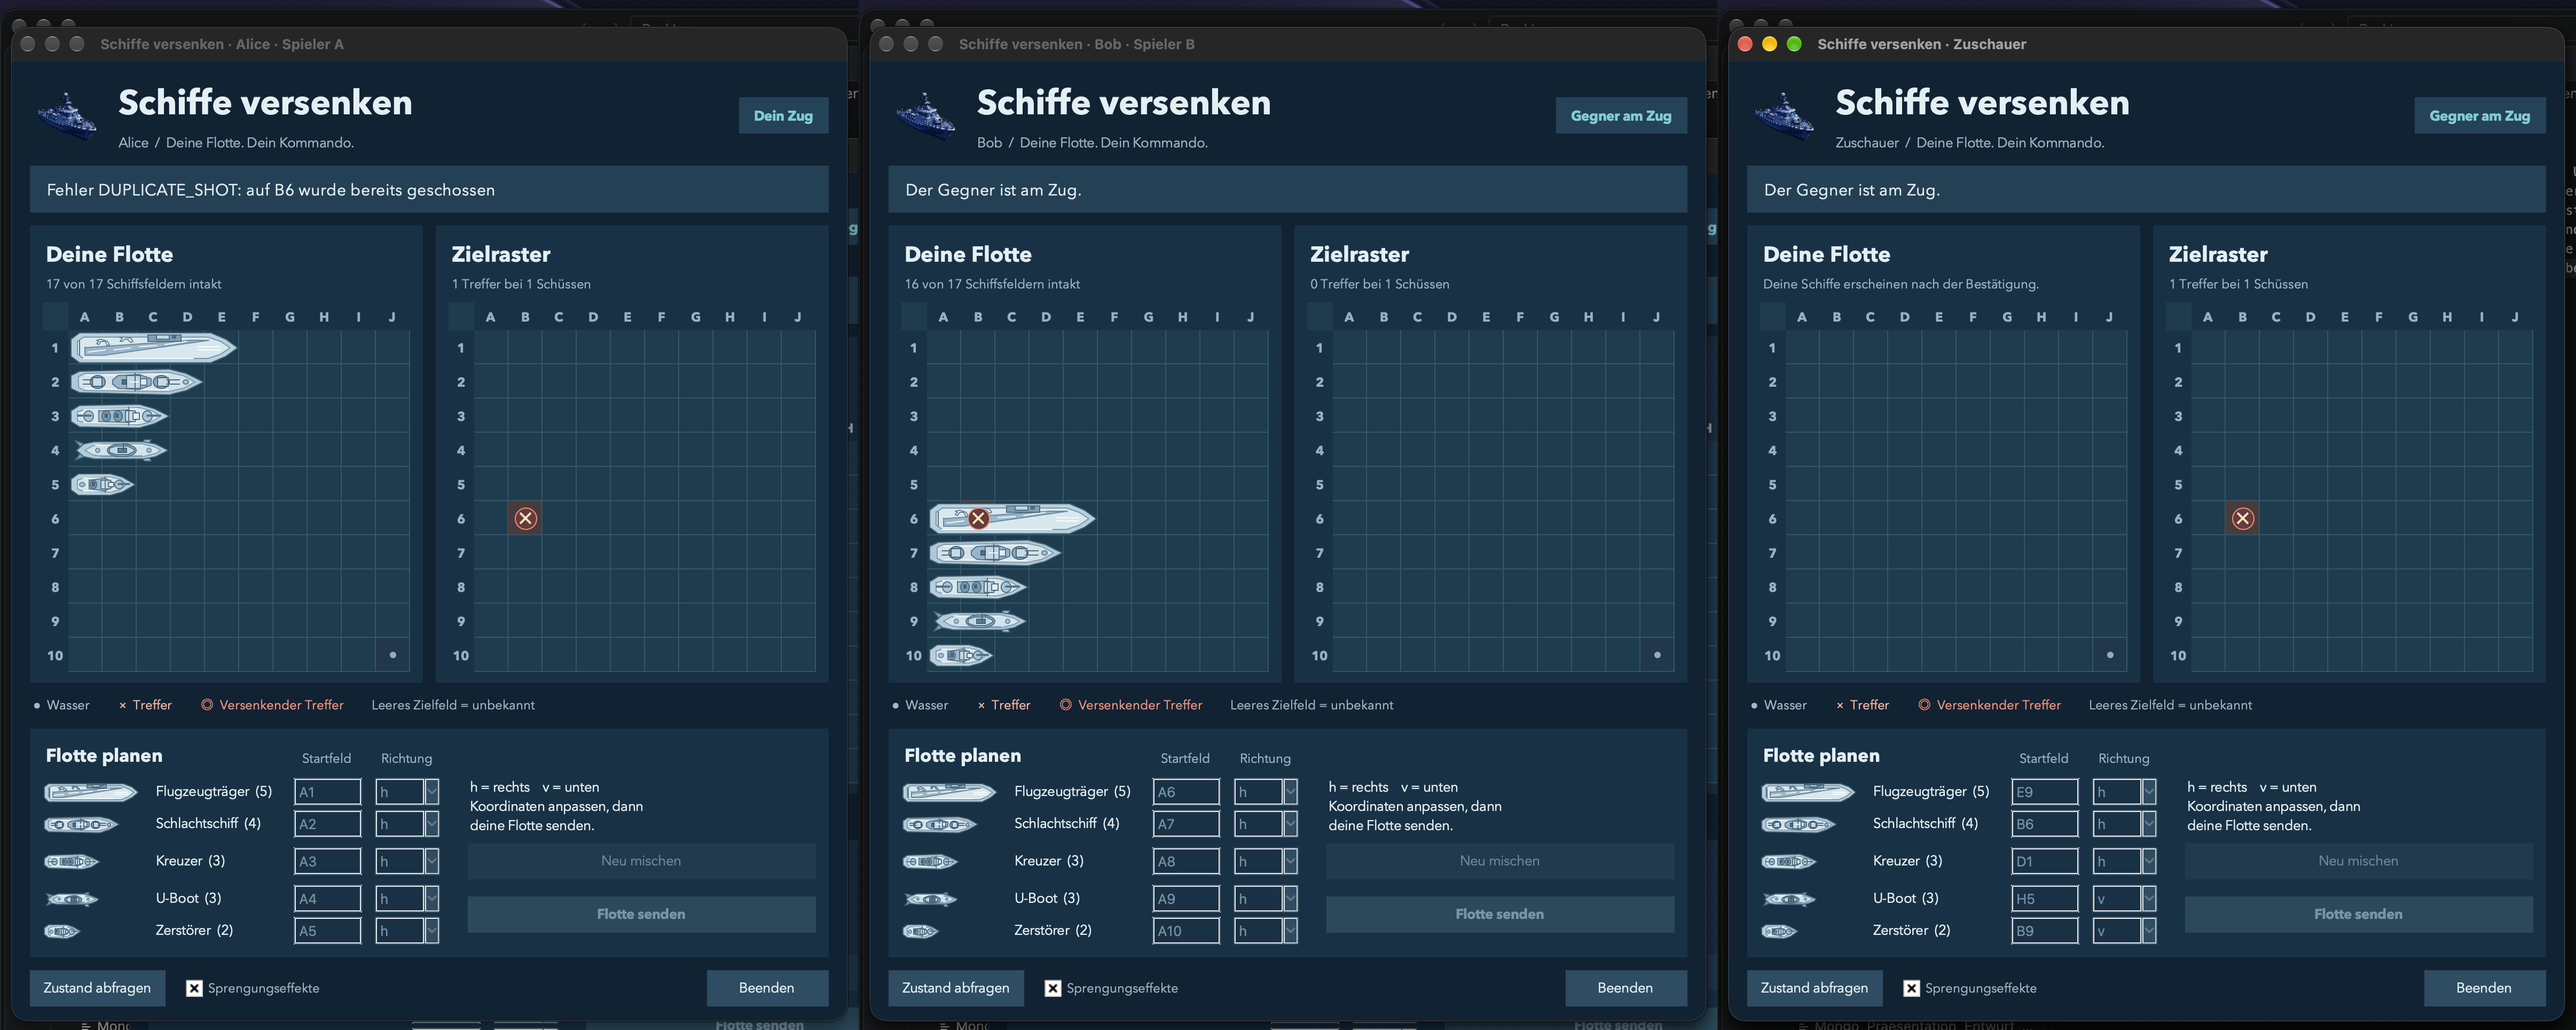 Schiffe versenken · Alice · Spieler A
Schiffe versenken
Dein Zug
Alice / Deine Flotte. Dein Kommando.
Fehler DUPLICATE_SHOT: auf B6 wurde bereits geschossen
Deine Flotte
17 von 17 Schiffsfeldern intakt
A B C D E F G H I J
1
2
3
4
5
6
7
8
9
10
Zielraster
1 Treffer bei 1 Schüssen
A B C D E F G H I J
1
2
3
4
5
6
7
8
9
10
• Wasser × Treffer ◎ Versenkender Treffer Leeres Zielfeld = unbekannt
Flotte planen Startfeld Richtung
Flugzeugträger (5) A1 h
Schlachtschiff (4) A2 h
Kreuzer (3) A3 h
U-Boot (3) A4 h
Zerstörer (2) A5 h
h = rechts v = unten
Koordinaten anpassen, dann
deine Flotte senden.
Neu mischen
Flotte senden
Zustand abfragen Sprengungseffekte Beenden
Schiffe versenken · Bob · Spieler B
Schiffe versenken
Gegner am Zug
Bob / Deine Flotte. Dein Kommando.
Der Gegner ist am Zug.
Deine Flotte
16 von 17 Schiffsfeldern intakt
A B C D E F G H I J
1
2
3
4
5
6
7
8
9
10
Zielraster
0 Treffer bei 1 Schüssen
A B C D E F G H I J
1
2
3
4
5
6
7
8
9
10
• Wasser × Treffer ◎ Versenkender Treffer Leeres Zielfeld = unbekannt
Flotte planen Startfeld Richtung
Flugzeugträger (5) A6 h
Schlachtschiff (4) A7 h
Kreuzer (3) A8 h
U-Boot (3) A9 h
Zerstörer (2) A10 h
h = rechts v = unten
Koordinaten anpassen, dann
deine Flotte senden.
Neu mischen
Flotte senden
Zustand abfragen Sprengungseffekte Beenden
Schiffe versenken · Zuschauer
Schiffe versenken
Gegner am Zug
Zuschauer / Deine Flotte. Dein Kommando.
Der Gegner ist am Zug.
Deine Flotte
Deine Schiffe erscheinen nach der Bestätigung.
A B C D E F G H I J
1
2
3
4
5
6
7
8
9
10
Zielraster
1 Treffer bei 1 Schüssen
A B C D E F G H I J
1
2
3
4
5
6
7
8
9
10
• Wasser × Treffer ◎ Versenkender Treffer Leeres Zielfeld = unbekannt
Flotte planen Startfeld Richtung
Flugzeugträger (5) E9 h
Schlachtschiff (4) B6 h
Kreuzer (3) D1 h
U-Boot (3) H5 v
Zerstörer (2) B9 v
h = rechts v = unten
Koordinaten anpassen, dann
deine Flotte senden.
Neu mischen
Flotte senden
Zustand abfragen Sprengungseffekte Beenden